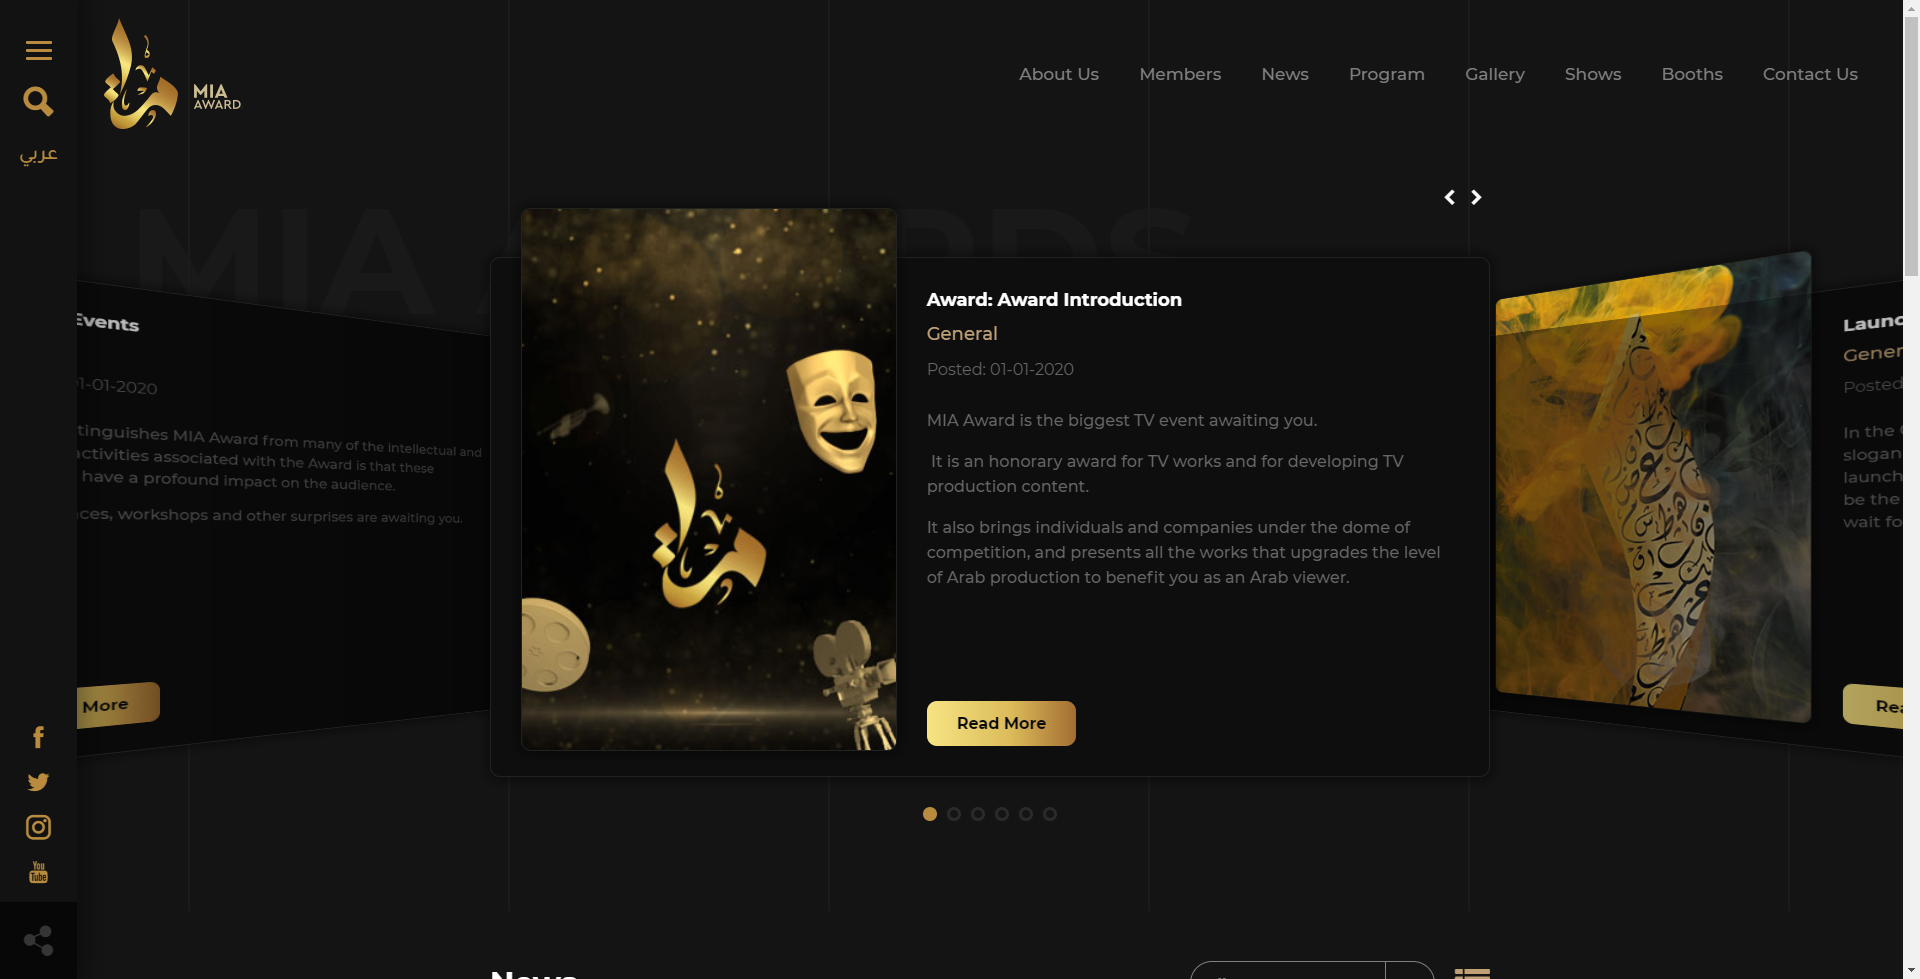 عربي
MIA
AWARD
About Us
Members
News
Program
Gallery
Shows
Booths
Contact Us
Events
01-01-2020
tinguishes MIA Award from many of the intellectual and
activities associated with the Award is that these
have a profound impact on the audience.
ces, workshops and other surprises are awaiting you.
More
Award: Award Introduction
General
Posted: 01-01-2020
MIA Award is the biggest TV event awaiting you.
It is an honorary award for TV works and for developing TV
production content.
It also brings individuals and companies under the dome of
competition, and presents all the works that upgrades the level
of Arab production to benefit you as an Arab viewer.
Read More
Launc
Gener
Posted
In the
slogan
launch
be the
wait fo
Rea
You
Tube
News